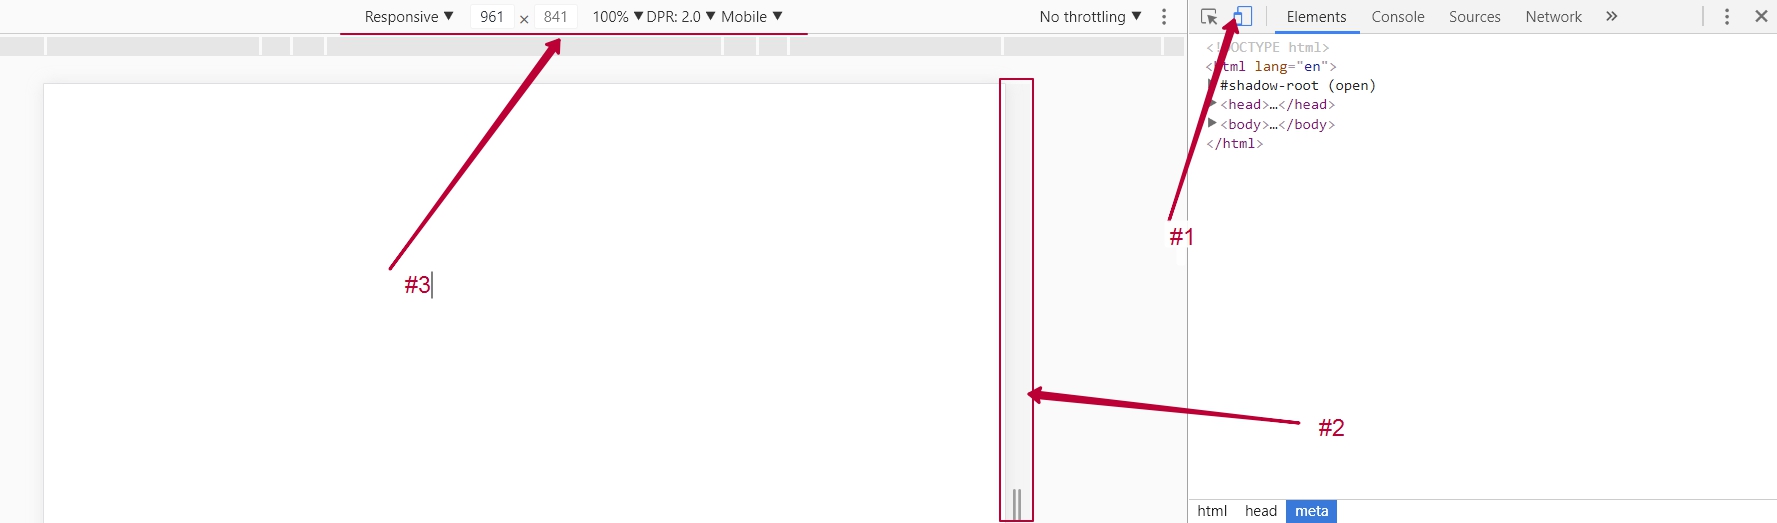 Responsive ▼ 961 × 841 100% ▼ DPR: 2.0 ▼ Mobile ▼ No throttling ▼
Elements Console Sources Network »
<!DOCTYPE html>
<html lang="en">
▶ #shadow-root (open)
▶ <head>…</head>
▶ <body>…</body>
</html>
#1
#3
#2
html head meta